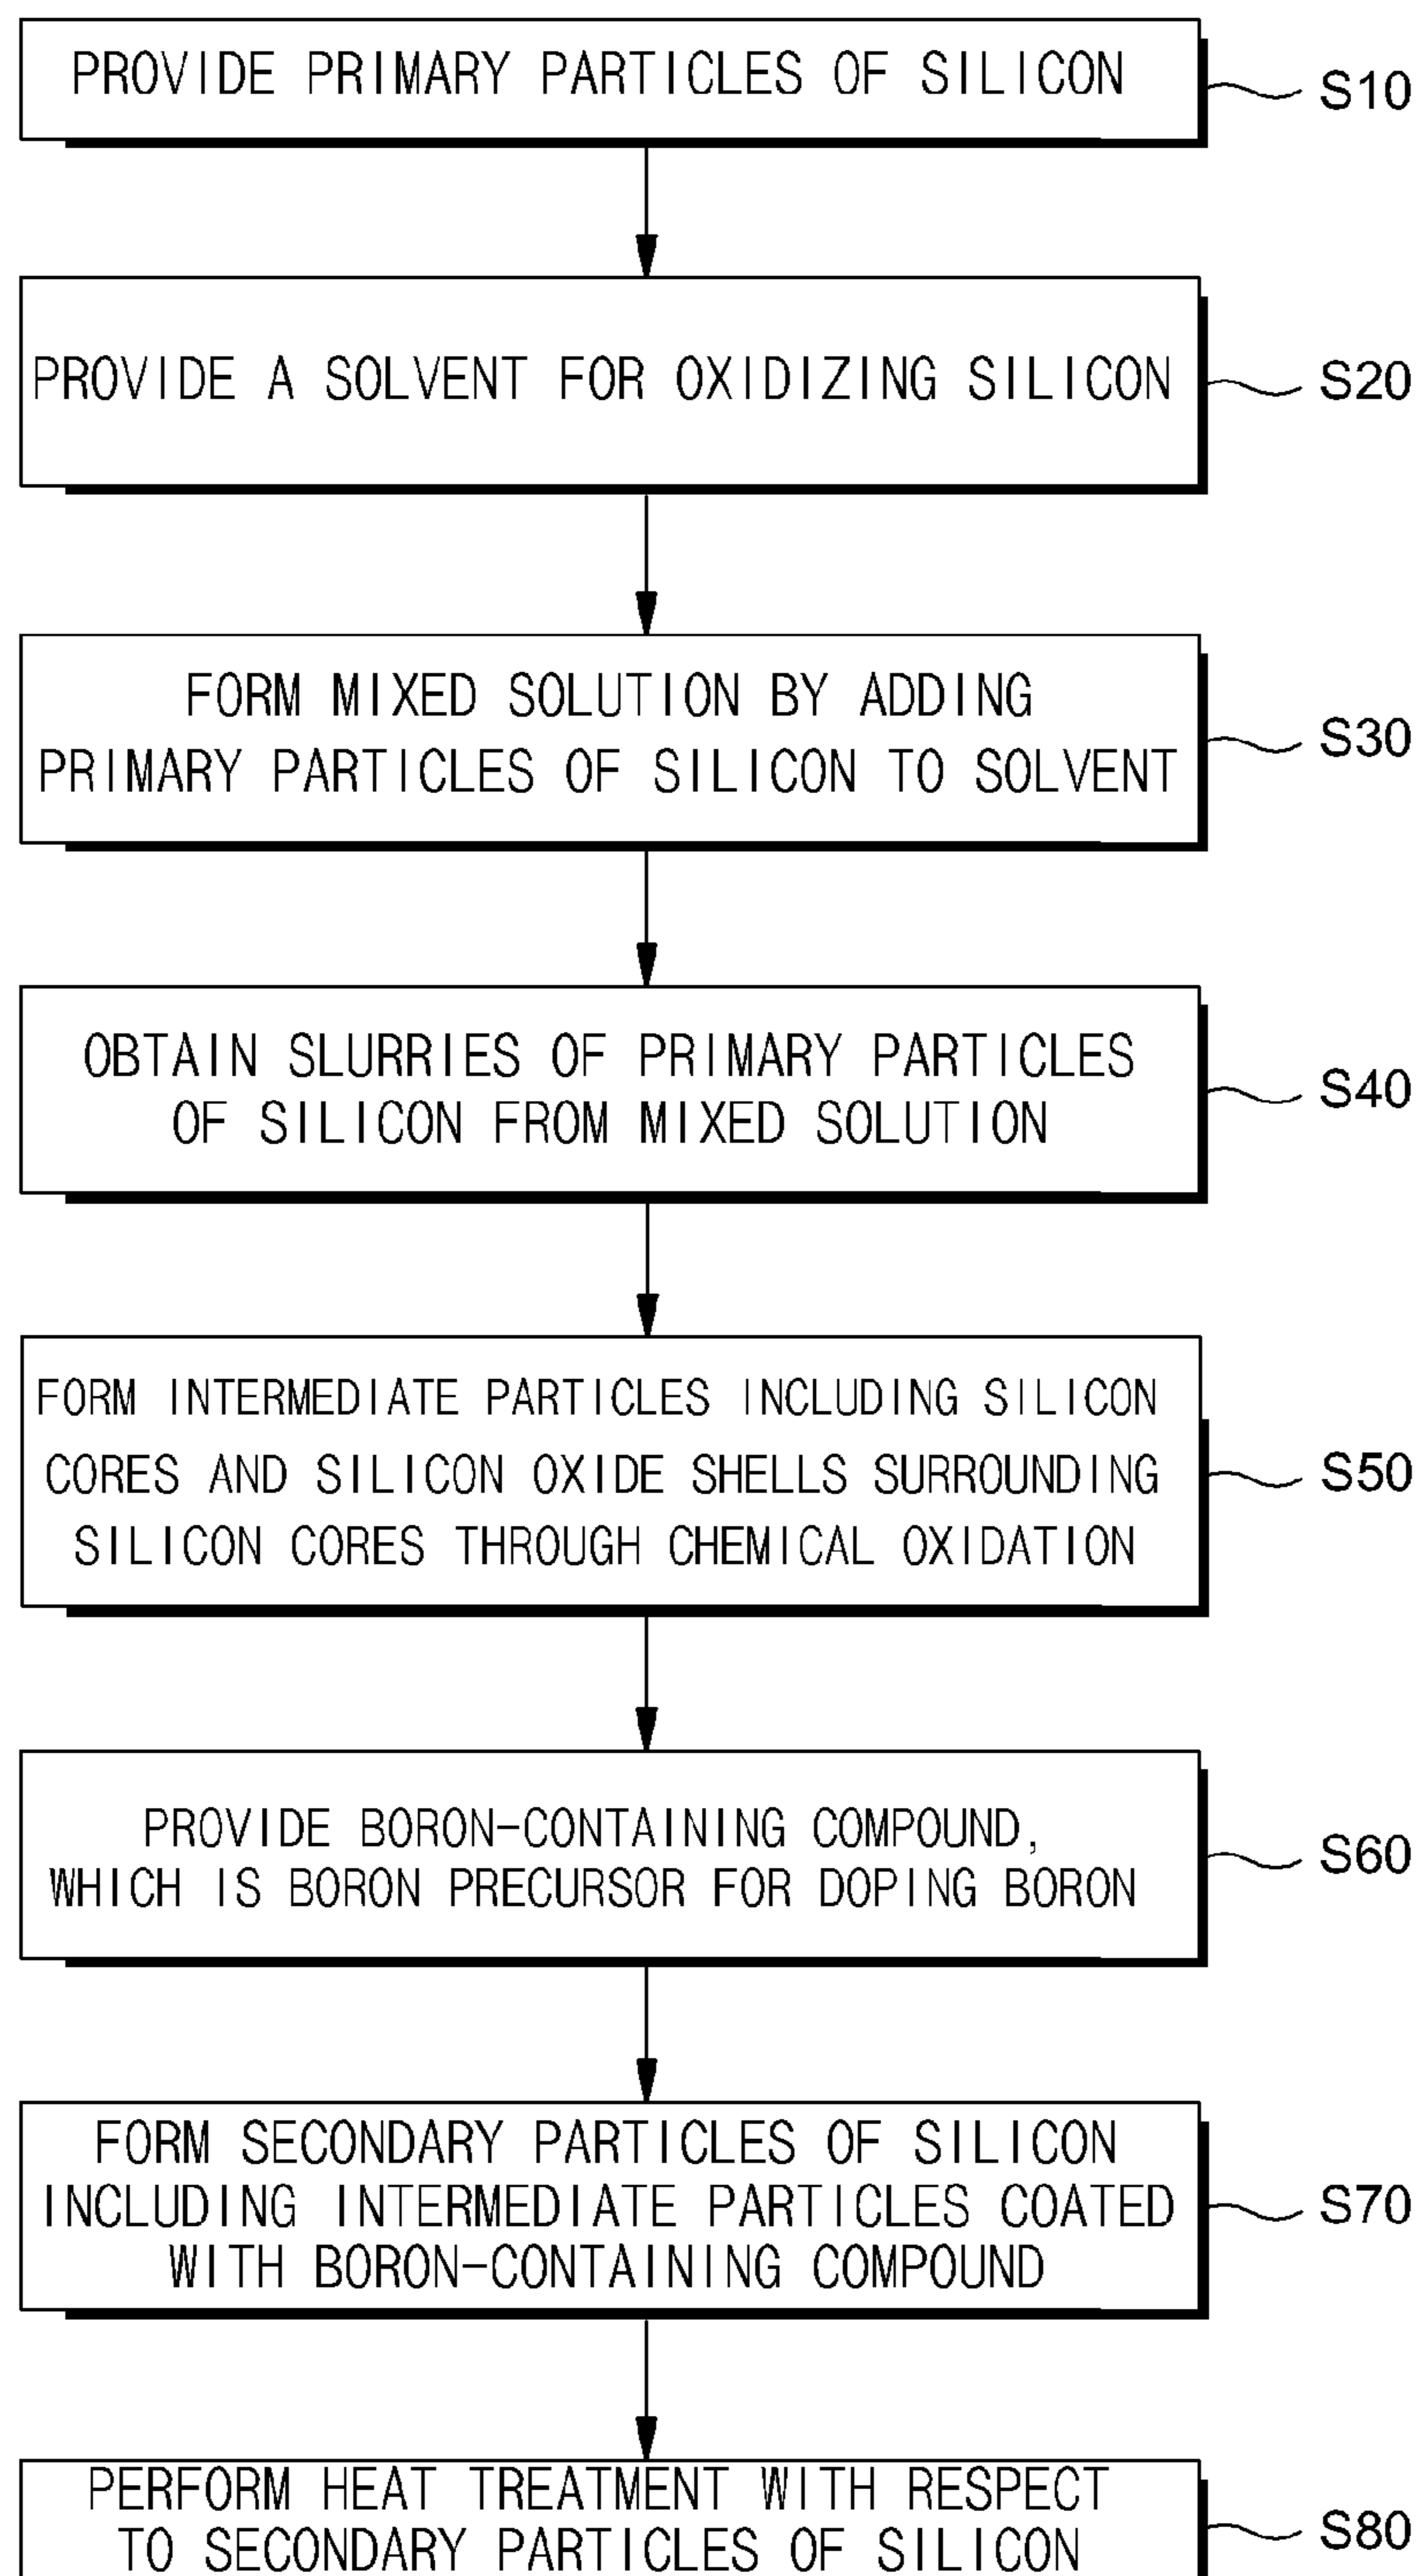 PROVIDE PRIMARY PARTICLES OF SILICON
S10
PROVIDE A SOLVENT FOR OXIDIZING SILICON
S20
FORM MIXED SOLUTION BY ADDING
PRIMARY PARTICLES OF SILICON TO SOLVENT
S30
OBTAIN SLURRIES OF PRIMARY PARTICLES
OF SILICON FROM MIXED SOLUTION
S40
FORM INTERMEDIATE PARTICLES INCLUDING SILICON
CORES AND SILICON OXIDE SHELLS SURROUNDING
SILICON CORES THROUGH CHEMICAL OXIDATION
S50
PROVIDE BORON-CONTAINING COMPOUND,
WHICH IS BORON PRECURSOR FOR DOPING BORON
S60
FORM SECONDARY PARTICLES OF SILICON
INCLUDING INTERMEDIATE PARTICLES COATED
WITH BORON-CONTAINING COMPOUND
S70
PERFORM HEAT TREATMENT WITH RESPECT
TO SECONDARY PARTICLES OF SILICON
S80